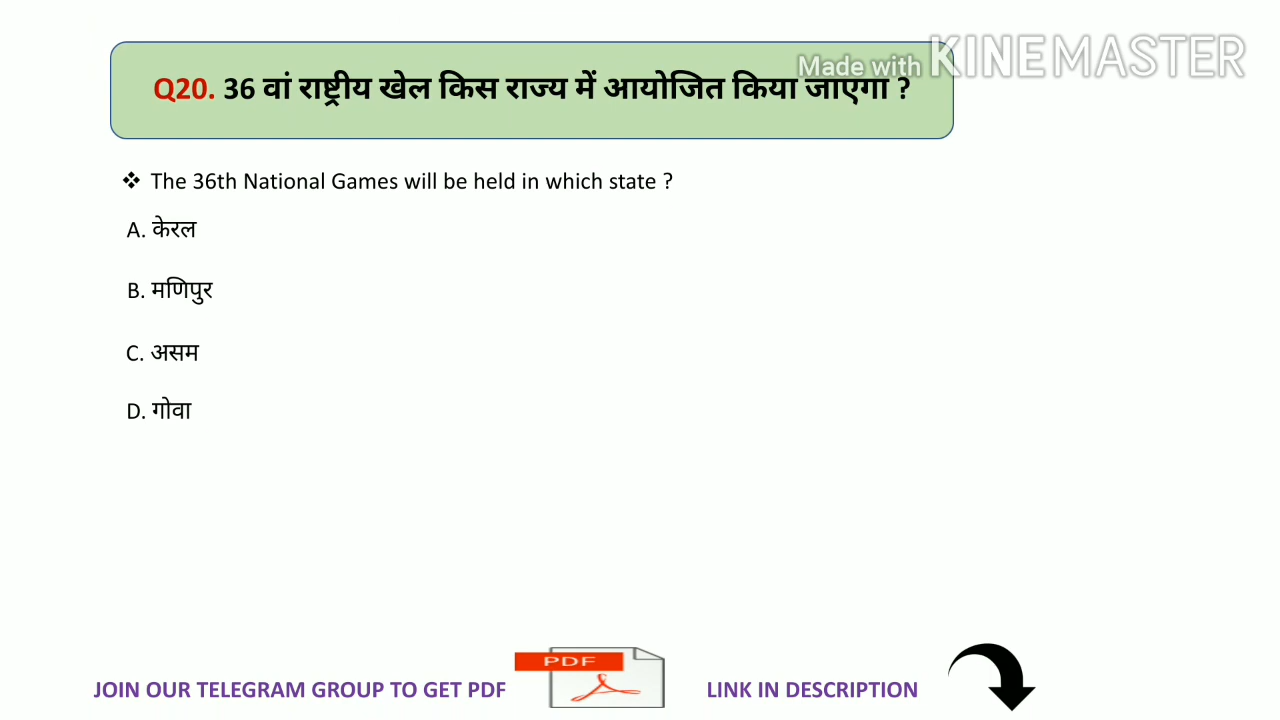 Made with KINEMASTER
Q20. 36 वां राष्ट्रीय खेल किस राज्य में आयोजित किया जाएगा ?
❖ The 36th National Games will be held in which state ?
A. केरल
B. मणिपुर
C. असम
D. गोवा
PDF
JOIN OUR TELEGRAM GROUP TO GET PDF
LINK IN DESCRIPTION